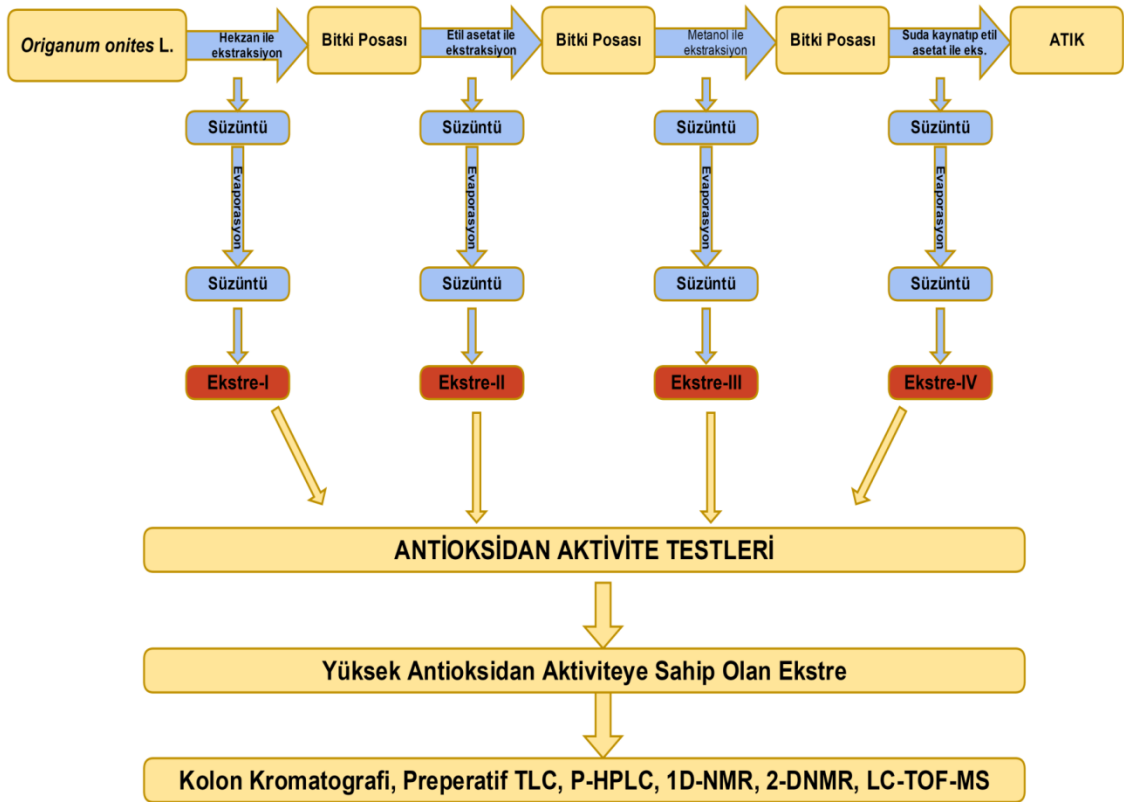 Origanum onites L.
Hekzan ile
ekstraksiyon
Bitki Posası
Etil asetat ile
ekstraksiyon
Bitki Posası
Metanol ile
ekstraksiyon
Bitki Posası
Suda kaynatıp etil
asetat ile eks.
ATIK
Süzüntü
Süzüntü
Süzüntü
Süzüntü
Evaporasyon
Evaporasyon
Evaporasyon
Evaporasyon
Süzüntü
Süzüntü
Süzüntü
Süzüntü
Ekstre-I
Ekstre-II
Ekstre-III
Ekstre-IV
ANTİOKSİDAN AKTİVİTE TESTLERİ
Yüksek Antioksidan Aktiviteye Sahip Olan Ekstre
Kolon Kromatografi, Preperatif TLC, P-HPLC, 1D-NMR, 2-DNMR, LC-TOF-MS